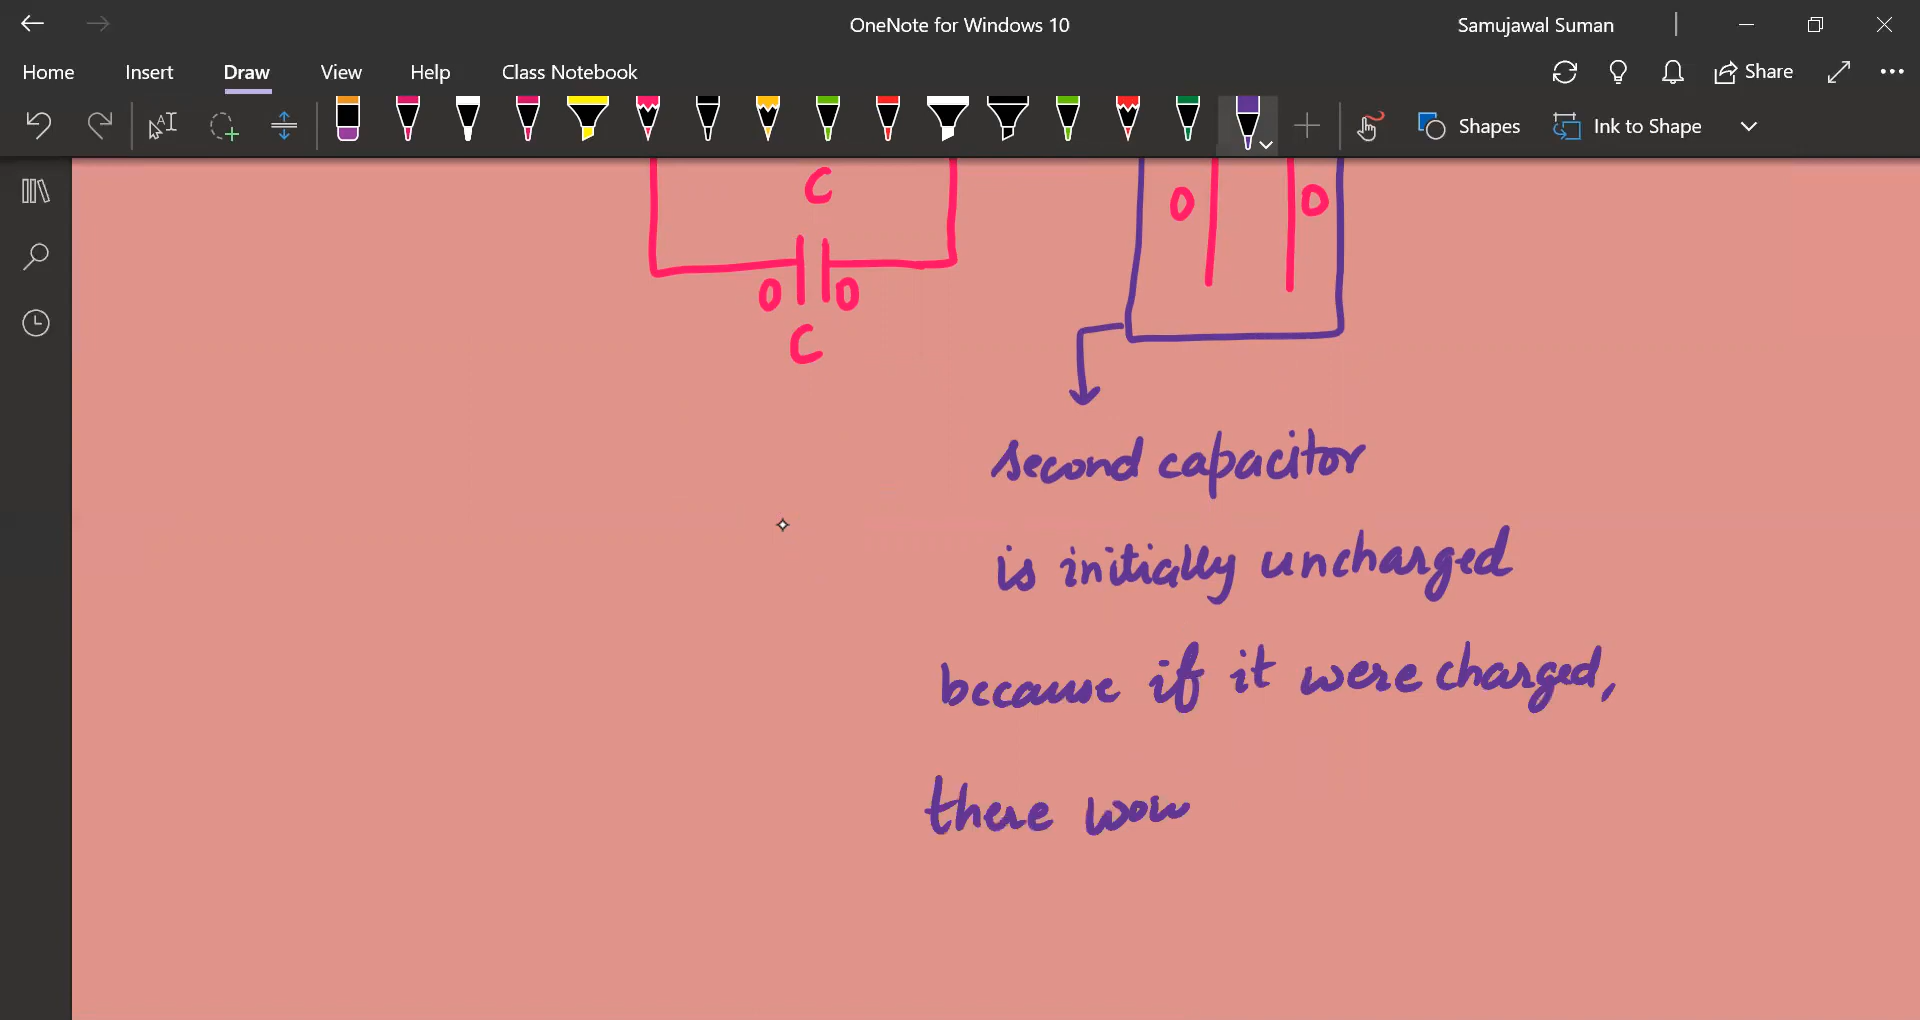 OneNote for Windows 10
Samujawal Suman
Home Insert Draw View Help Class Notebook
Share
Shapes Ink to Shape
C
0 0
0 0
C
second capacitor
is initially uncharged
because if it were charged,
there wou